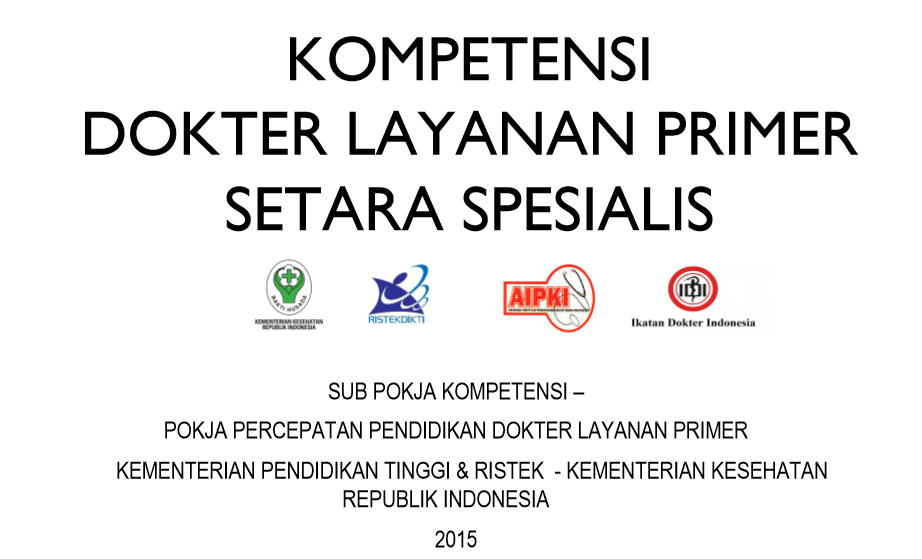 KOMPETENSI
DOKTER LAYANAN PRIMER
SETARA SPESIALIS
BAKTI HUSADA
KEMENTERIAN KESEHATAN
REPUBLIK INDONESIA
RISTEKDIKTI
AIPKI
IDI
Ikatan Dokter Indonesia
SUB POKJA KOMPETENSI –
POKJA PERCEPATAN PENDIDIKAN DOKTER LAYANAN PRIMER
KEMENTERIAN PENDIDIKAN TINGGI & RISTEK - KEMENTERIAN KESEHATAN
REPUBLIK INDONESIA
2015